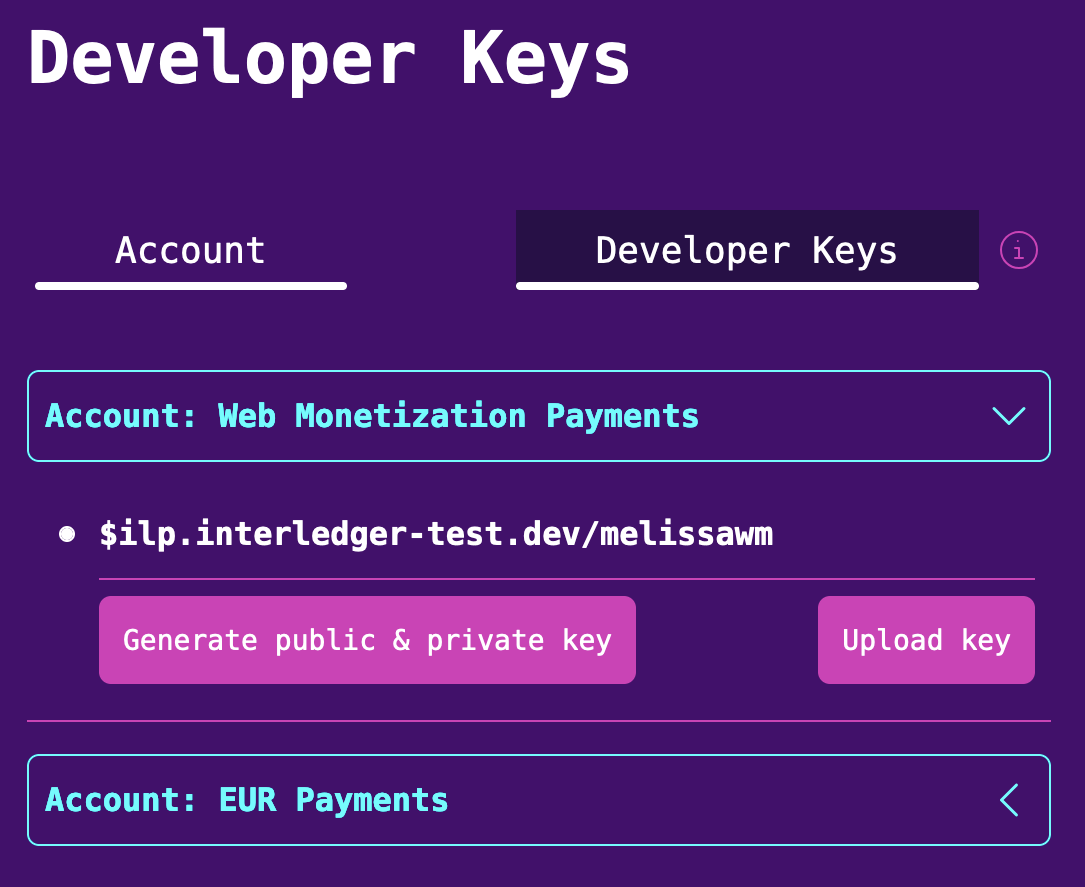 Developer Keys
Account
Developer Keys
i
Account: Web Monetization Payments
$ilp.interledger-test.dev/melissawm
Generate public & private key
Upload key
Account: EUR Payments